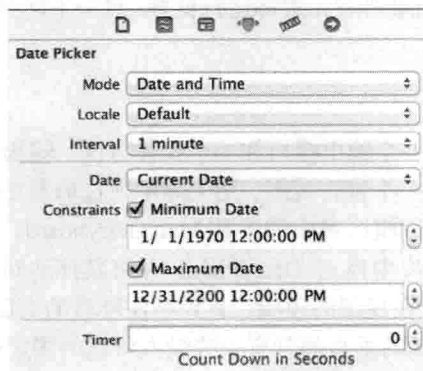 Date Picker
Mode Date and Time
Locale Default
Interval 1 minute
Date Current Date
Constraints Minimum Date
1/ 1/1970 12:00:00 PM
Maximum Date
12/31/2200 12:00:00 PM
Timer 0
Count Down in Seconds